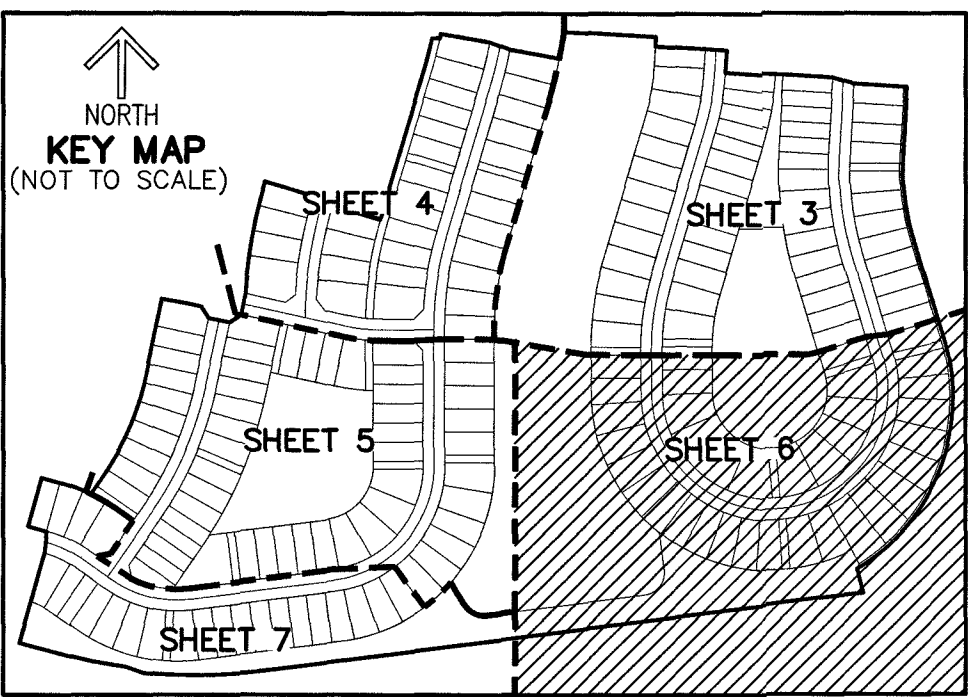 NORTH
KEY MAP
(NOT TO SCALE)
SHEET 4
SHEET 3
SHEET 5
SHEET 6
SHEET 7